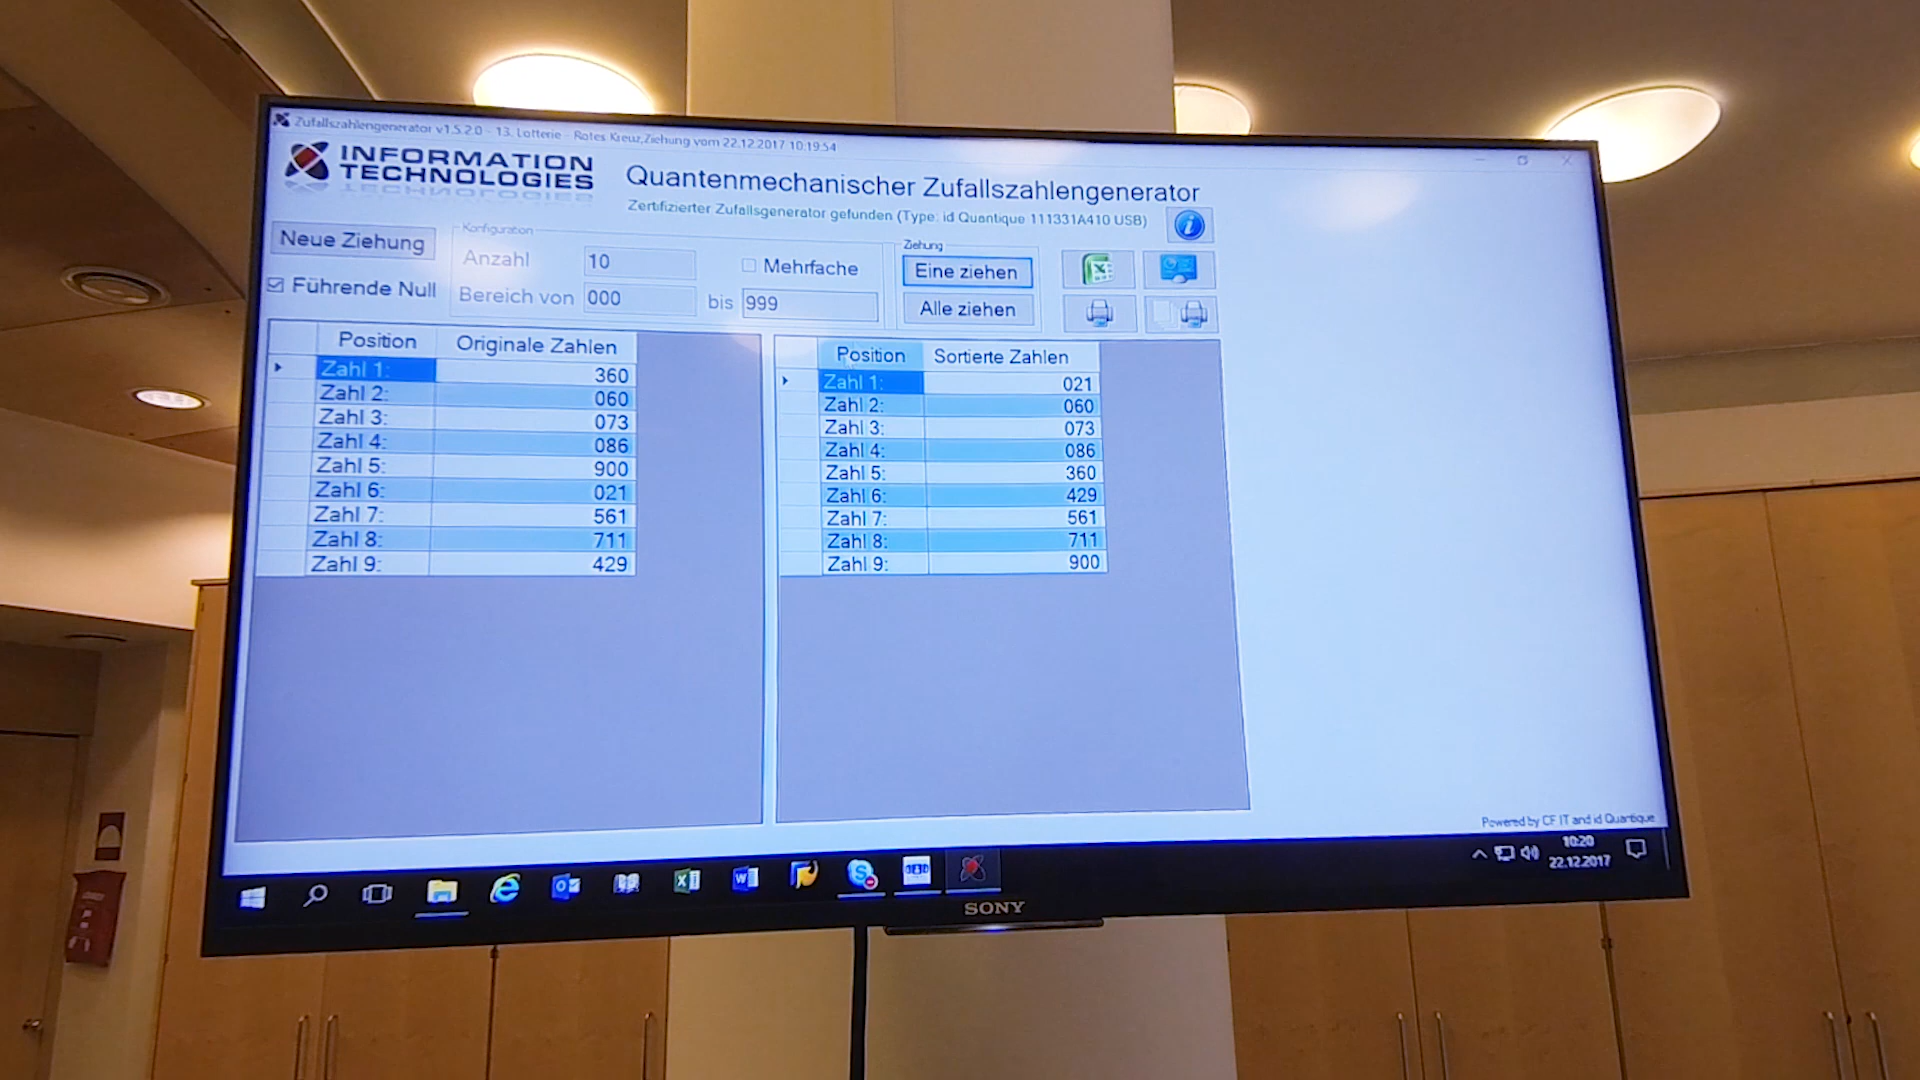 Zufallszahlengenerator v1.5.2.0 - 13. Lotterie - Rotes Kreuz,Ziehung vom 22.12.2017 10:19:54
INFORMATION
TECHNOLOGIES
Quantenmechanischer Zufallszahlengenerator
Zertifizierter Zufallsgenerator gefunden (Type: id Quantique 111331A410 USB)
Neue Ziehung
Führende Null
Konfiguration
Anzahl 10
Mehrfache
Bereich von 000 bis 999
Ziehung
Eine ziehen
Alle ziehen
Position Originale Zahlen
Zahl 1: 360
Zahl 2: 060
Zahl 3: 073
Zahl 4: 086
Zahl 5: 900
Zahl 6: 021
Zahl 7: 561
Zahl 8: 711
Zahl 9: 429
Position Sortierte Zahlen
Zahl 1: 021
Zahl 2: 060
Zahl 3: 073
Zahl 4: 086
Zahl 5: 360
Zahl 6: 429
Zahl 7: 561
Zahl 8: 711
Zahl 9: 900
Powered by CF IT and id Quantique
10:20
22.12.2017
SONY